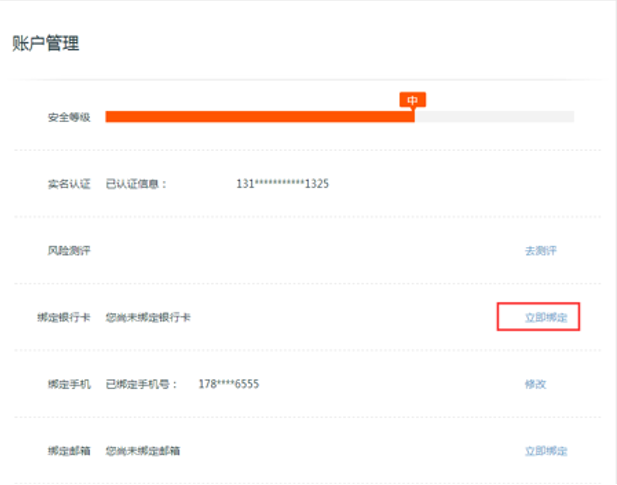 账户管理
中
安全等级
实名认证 已认证信息： 131***********1325
风险测评 去测评
绑定银行卡 您尚未绑定银行卡 立即绑定
绑定手机 已绑定手机号： 178****6555 修改
绑定邮箱 您尚未绑定邮箱 立即绑定